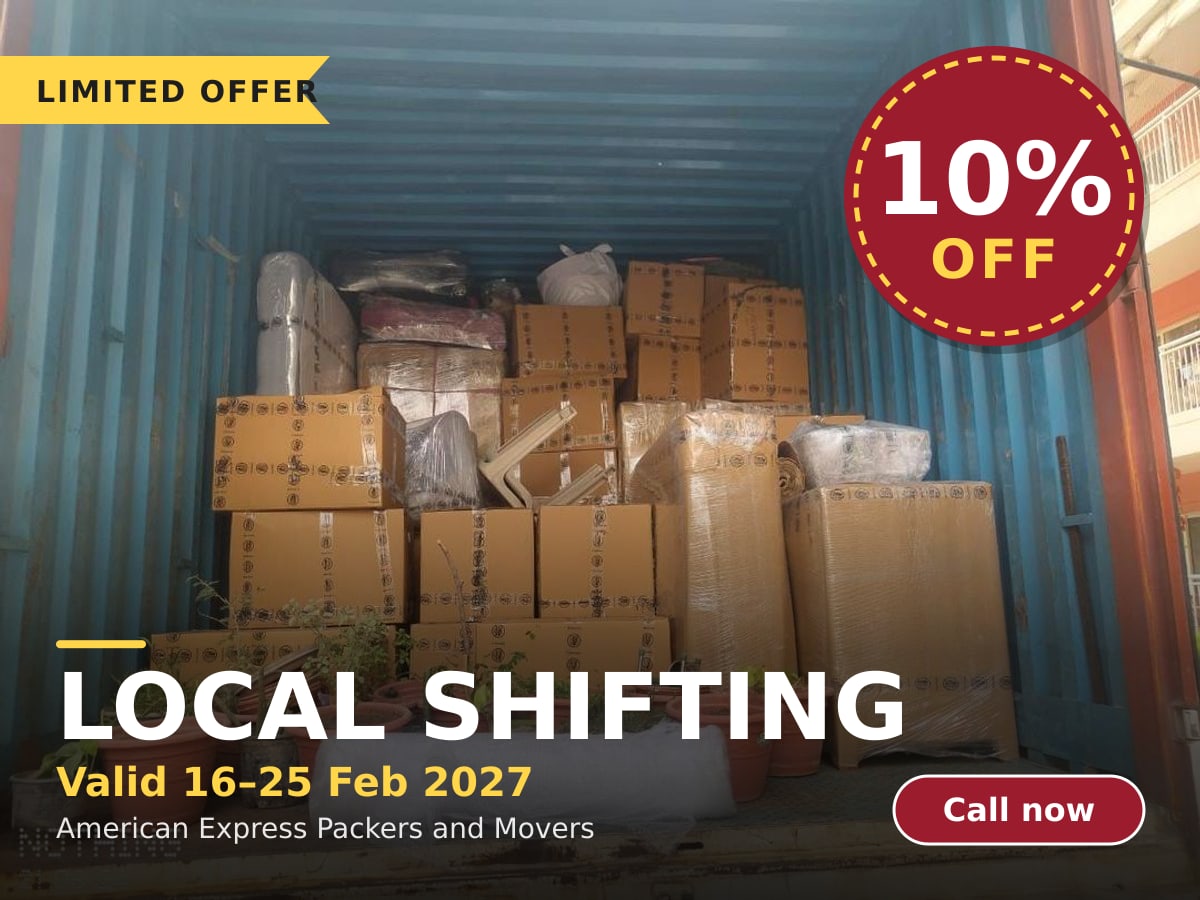 LIMITED OFFER
10%
OFF
LOCAL SHIFTING
Valid 16–25 Feb 2027
American Express Packers and Movers
Call now